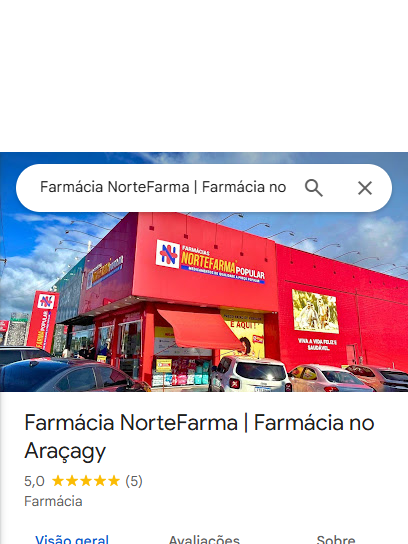 Farmácia NorteFarma | Farmácia no
FARMÁCIAS
NORTEFARMA POPULAR
MEDICAMENTOS DE QUALIDADE A PREÇO POPULAR
E AQUI!
VIVA A VIDA FELIZ E
SAUDÁVEL.
Farmácia NorteFarma | Farmácia no
Araçagy
5,0 (5)
Farmácia
Visão geral Avaliações Sobre